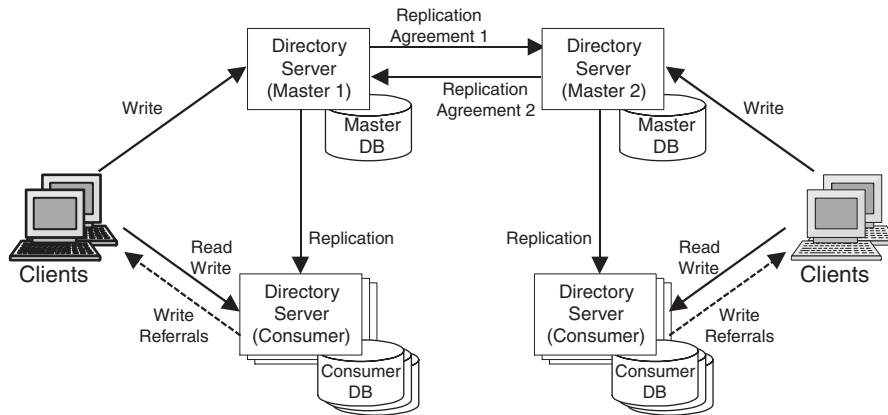 Replication
Agreement 1
Directory
Server
(Master 1)
Directory
Server
(Master 2)
Replication
Agreement 2
Write
Write
Master
DB
Master
DB
Clients
Read
Write
Replication
Replication
Read
Write
Clients
Write
Referrals
Directory
Server
(Consumer)
Directory
Server
(Consumer)
Write
Referrals
Consumer
DB
Consumer
DB